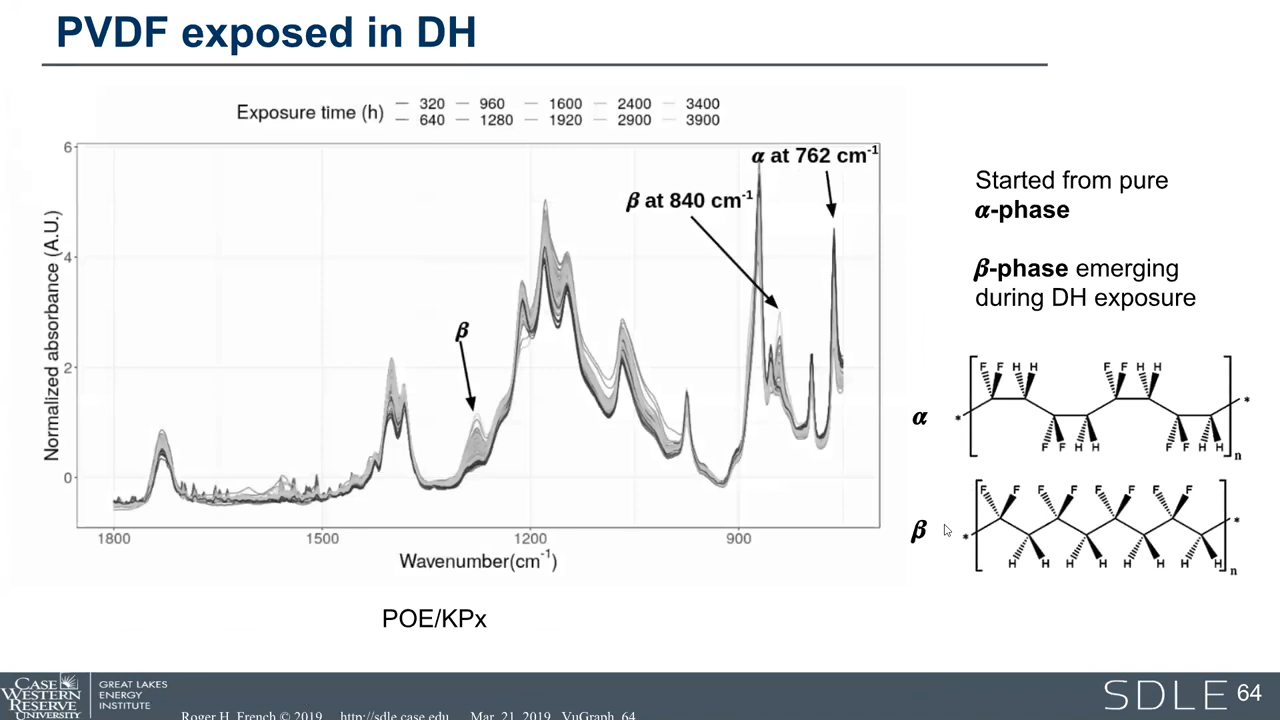 PVDF exposed in DH
Exposure time (h)
320 960 1600 2400 3400
640 1280 1920 2900 3900
α at 762 cm-1
β at 840 cm-1
β
Normalized absorbance (A.U.)
6
4
2
0
1800 1500 1200 900
Wavenumber(cm-1)
POE/KPx
Started from pure
α-phase
β-phase emerging
during DH exposure
α
F F H H F F H H
* *
F F H H F F H H
n
β
F F F F F F F F
* *
H H H H H H H H
n
CASE
WESTERN
RESERVE
UNIVERSITY
GREAT LAKES
ENERGY
INSTITUTE
Roger H. French © 2019 http://sdle.case.edu Mar. 21, 2019 VuGraph 64
SDLE 64